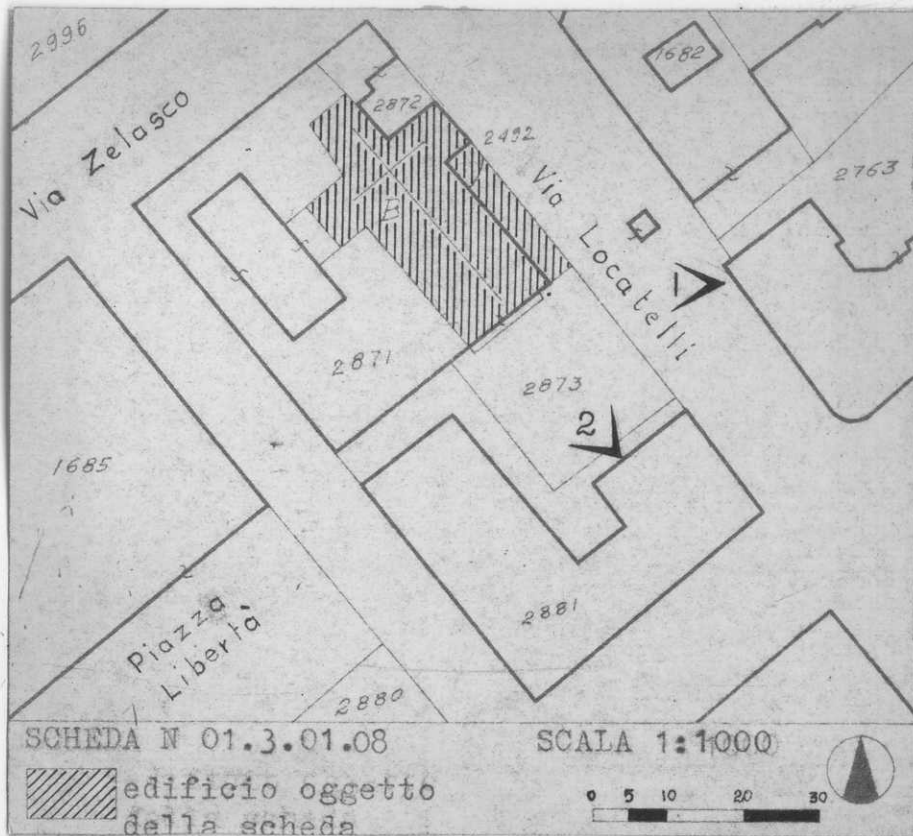 2996
1682
2872
2492
2763
Via Zelasco
Via
Locatelli
B
1
2871
2873
2
1685
2881
Piazza
Libertà
2880
SCHEDA N 01.3.01.08
SCALA 1:1000
edificio oggetto
della scheda
0 5 10 20 30